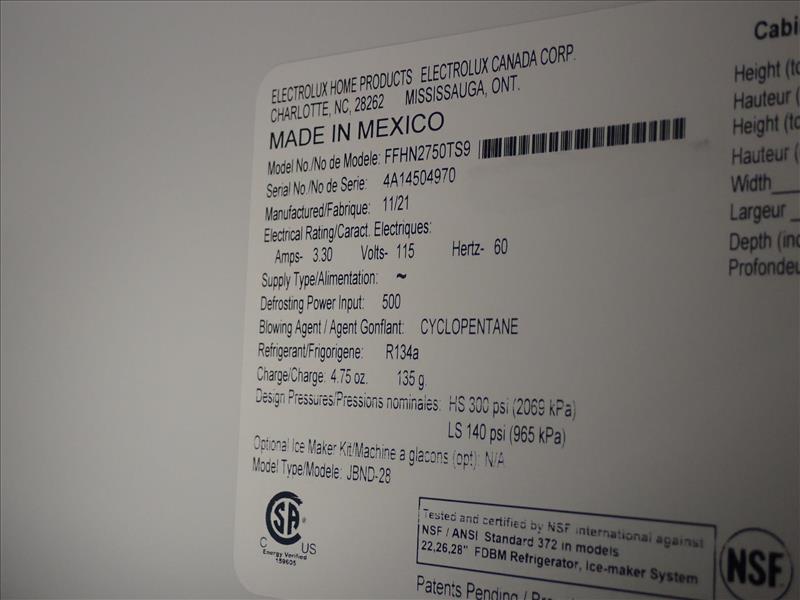 ELECTROLUX HOME PRODUCTS ELECTROLUX CANADA CORP.
CHARLOTTE, NC, 28262 MISSISSAUGA, ONT.
MADE IN MEXICO
Model No./No de Modele: FFHN2750TS9
Serial No /No de Serie: 4A14504970
Manufactured/Fabrique: 11/21
Electrical Rating/Caract. Electriques:
Amps- 3.30 Volts- 115 Hertz- 60
Supply Type/Alimentation: ~
Defrosting Power Input: 500
Blowing Agent / Agent Gonflant: CYCLOPENTANE
Refrigerant/Frigorigene: R134a
Charge/Charge: 4.75 oz. 135 g
Design Pressures/Pressions nominales: HS 300 psi (2069 kPa)
LS 140 psi (965 kPa)
Optional Ice Maker Kit/Machine a glacons (opt): N/A
Model Type/Modele: JBND-28
SA
C US
Energy Verified
159605
Tested and certified by NSF International against
NSF / ANSI Standard 372 in models
22,26,28" FDBM Refrigerator, Ice-maker System
NSF
Patents Pending /
Cabi
Height (to
Hauteur (
Height (to
Hauteur (
Width
Largeur
Depth (inc
Profondeu